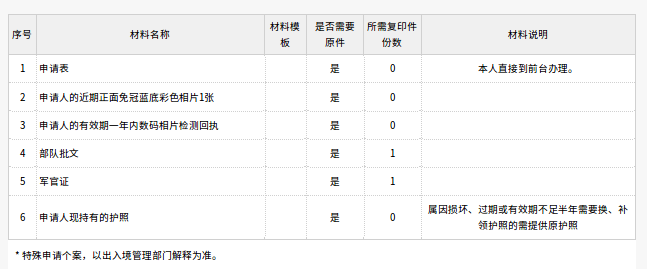 序号 材料名称 材料模板 是否需要原件 所需复印件份数 材料说明
1 申请表 是 0 本人直接到前台办理。
2 申请人的近期正面免冠蓝底彩色相片1张 是 0
3 申请人的有效期一年内数码相片检测回执 是 0
4 部队批文 是 1
5 军官证 是 1
6 申请人现持有的护照 是 0 属因损坏、过期或有效期不足半年需要换、补领护照的需提供原护照
* 特殊申请个案，以出入境管理部门解释为准。